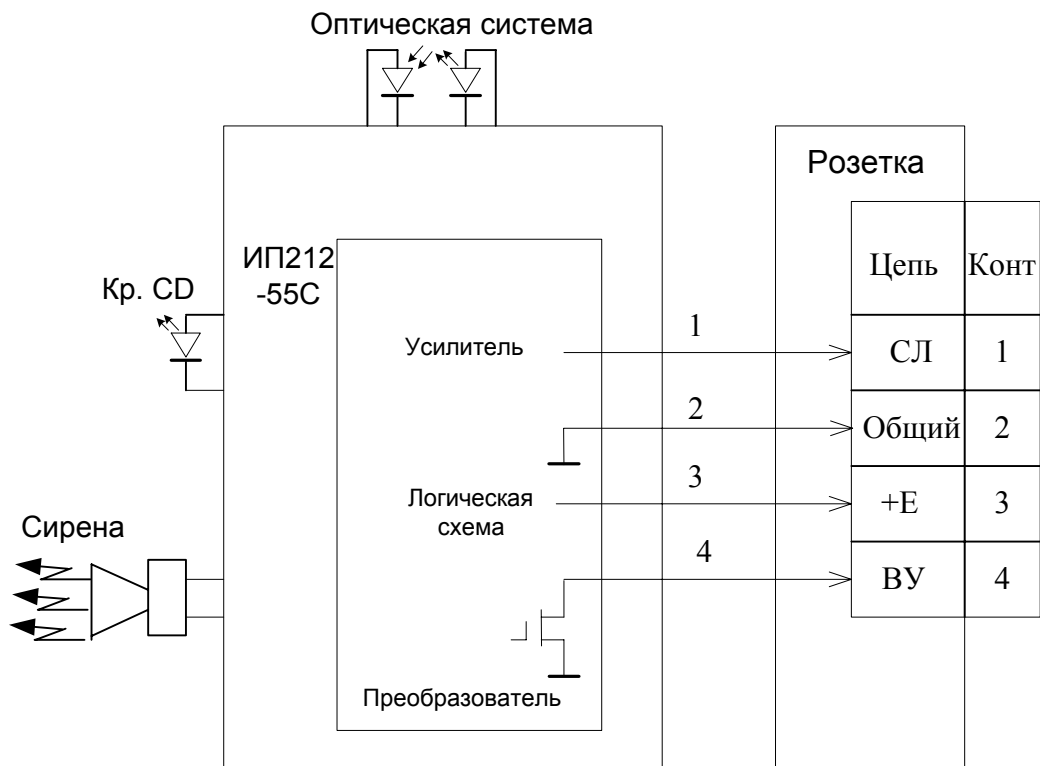 Оптическая система
Розетка
ИП212
-55С
Кр. CD
Цепь Конт
Усилитель
1
СЛ 1
2
Общий 2
3
+Е 3
Логическая
схема
Сирена
4
ВУ 4
Преобразователь